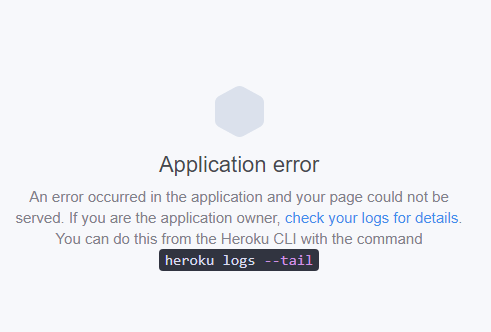 Application error
An error occurred in the application and your page could not be
served. If you are the application owner, check your logs for details.
You can do this from the Heroku CLI with the command
heroku logs --tail